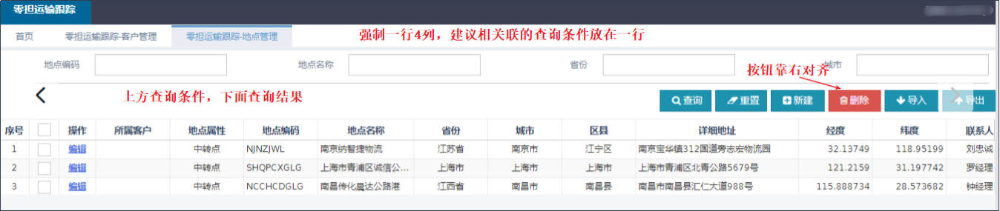 零担运输跟踪
首页 零担运输跟踪-客户管理 零担运输跟踪-地点管理 强制一行4列，建议相关联的查询条件放在一行
地点编码 地点名称 省份 城市
按钮靠右对齐
上方查询条件，下面查询结果 查询 重置 新建 删除 导入 导出
序号 操作 所属客户 地点属性 地点编码 地点名称 省份 城市 区县 详细地址 经度 纬度 联系人
1 编辑 中转点 NJNZJWL 南京纳智捷物流 江苏省 南京市 江宁区 南京宝华镇312国道旁志宏物流园 32.13749 118.95199 刘忠诚
2 编辑 中转点 SHQPCXGLG 上海市青浦区诚信公... 上海市 上海市 上海市 上海市青浦区北青公路5679号 121.2159 31.197742 罗经理
3 编辑 中转点 NCCHCDGLG 南昌传化晨达公路港 江西省 南昌市 南昌县 南昌市南昌县汇仁大道988号 115.888734 28.573682 钟经理